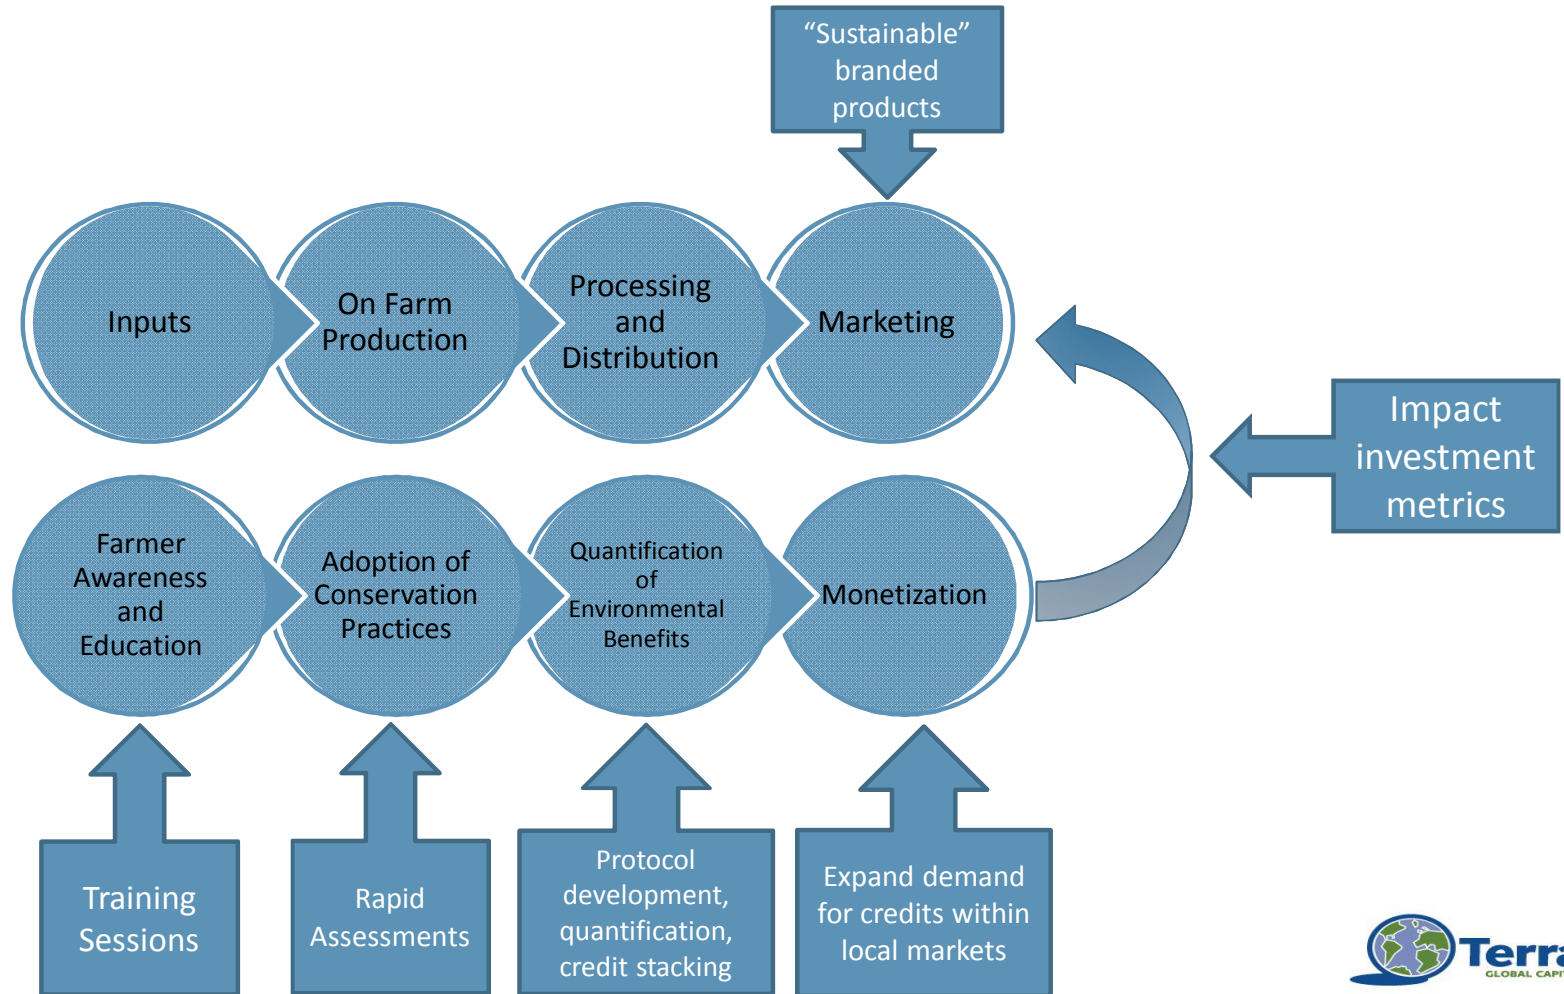 “Sustainable”
branded
products
Inputs
On Farm
Production
Processing
and
Distribution
Marketing
Impact
investment
metrics
Farmer
Awareness
and
Education
Adoption of
Conservation
Practices
Quantification
of
Environmental
Benefits
Monetization
Training
Sessions
Rapid
Assessments
Protocol
development,
quantification,
credit stacking
Expand demand
for credits within
local markets
Terra
GLOBAL